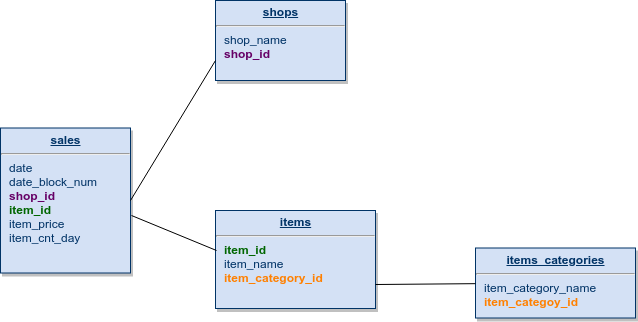 shops
shop_name
shop_id
sales
date
date_block_num
shop_id
item_id
item_price
item_cnt_day
items
item_id
item_name
item_category_id
items_categories
item_category_name
item_categoy_id